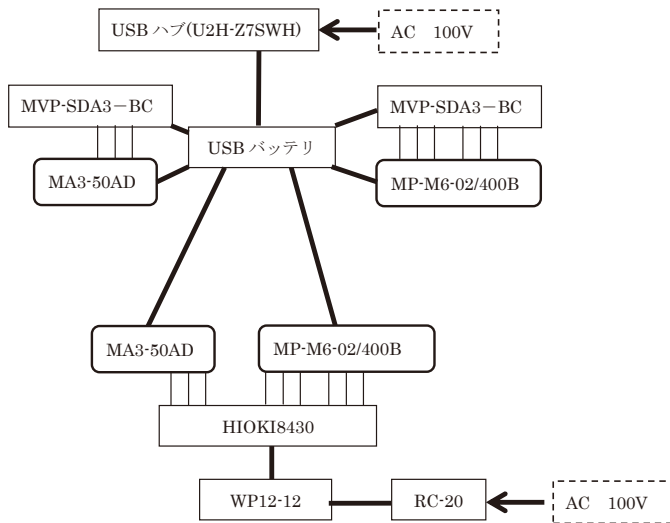 USB ハブ(U2H-Z7SWH)
AC 100V
MVP-SDA3－BC
MVP-SDA3－BC
USB バッテリ
MA3-50AD
MP-M6-02/400B
MA3-50AD
MP-M6-02/400B
HIOKI8430
WP12-12
RC-20
AC 100V